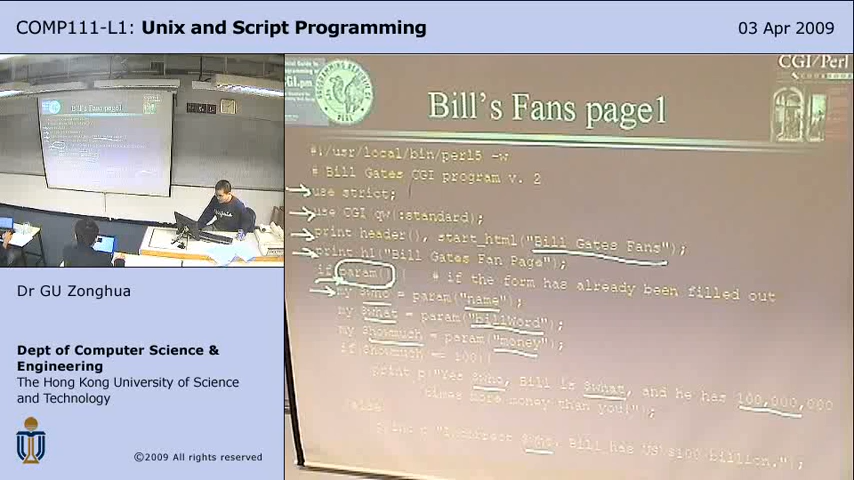 COMP111-L1: Unix and Script Programming
03 Apr 2009
CGI/Perl
CGI.pm
Bill's Fans page1
#!/usr/local/bin/perl5 -w
# Bill Gates CGI program v. 2
use strict;
use CGI qw(:standard);
print header(), start_html("Bill Gates Fans");
print h1("Bill Gates Fan Page");
if(param()) # if the form has already been filled out
my $who = param("name");
my $what = param("billWord");
my $howmuch = param("money");
if($howmuch == 100){
print p("Yes $who, Bill is $what, and he has 100,000,000
times more money than you!");
else
$who, Bill has US $100 billion.");
Dr GU Zonghua
Dept of Computer Science &
Engineering
The Hong Kong University of Science
and Technology
©2009 All rights reserved